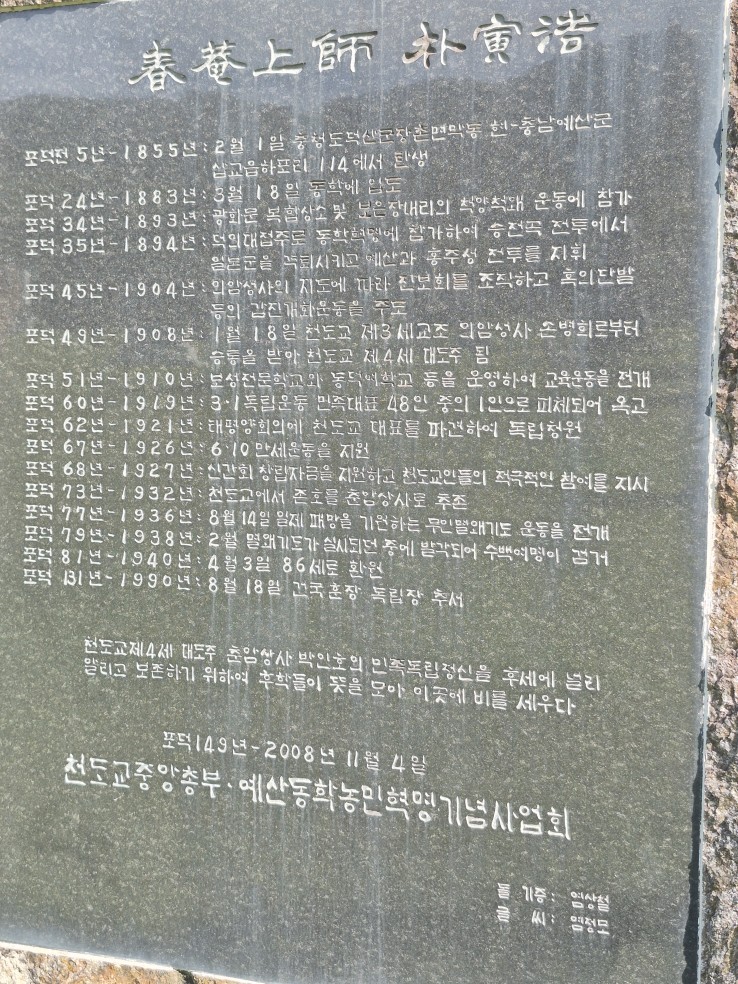 春菴上師 朴寅浩
포덕전 5년-1855년: 2월 1일 충청도덕산군장촌면막동 현-충남예산군
삽교읍하포리 114에서 탄생
포덕 24년-1883년: 3월 18일 동학에 입도
포덕 34년-1893년: 광화문 복합상소 및 보은장내리의 척양척왜 운동에 참가
포덕 35년-1894년: 덕의대접주로 동학혁명에 참가하여 승전곡 전투에서
일본군을 격퇴시키고 예산과 홍주성 전투를 지휘
포덕 45년-1904년: 의암성사의 지도에 따라 진보회를 조직하고 흑의단발
등의 갑진개화운동을 주도
포덕 49년-1908년: 1월 18일 천도교 제3세교조 의암성사 손병희로부터
승통을 받아 천도교 제4세 대도주 됨
포덕 51년-1910년: 보성전문학교와 동덕여학교 등을 운영하여 교육운동을 전개
포덕 60년-1919년: 3·1독립운동 민족대표 48인 중의 1인으로 피체되어 옥고
포덕 62년-1921년: 태평양회의에 천도교 대표를 파견하여 독립청원
포덕 67년-1926년: 6·10만세운동을 지원
포덕 68년-1927년: 신간회 창립자금을 지원하고 천도교인들의 적극적인 참여를 지시
포덕 73년-1932년: 천도교에서 존호를 춘암상사로 추존
포덕 77년-1936년: 8월 14일 일제 패망을 기원하는 무인멸왜기도 운동을 전개
포덕 79년-1938년: 2월 멸왜기도가 실시되던 중에 발각되어 수백여명이 검거
포덕 81년-1940년: 4월 3일 86세로 환원
포덕 131년-1990년: 8월 18일 건국훈장 독립장 추서
천도교제4세 대도주 춘암상사 박인호의 민족독립정신을 후세에 널리
알리고 보존하기 위하여 후학들이 뜻을 모아 이곳에 비를 세우다
포덕149년-2008년 11월 4일
천도교중앙총부·예산동학농민혁명기념사업회
돌 기증: 염상철
글 씨: 염정모